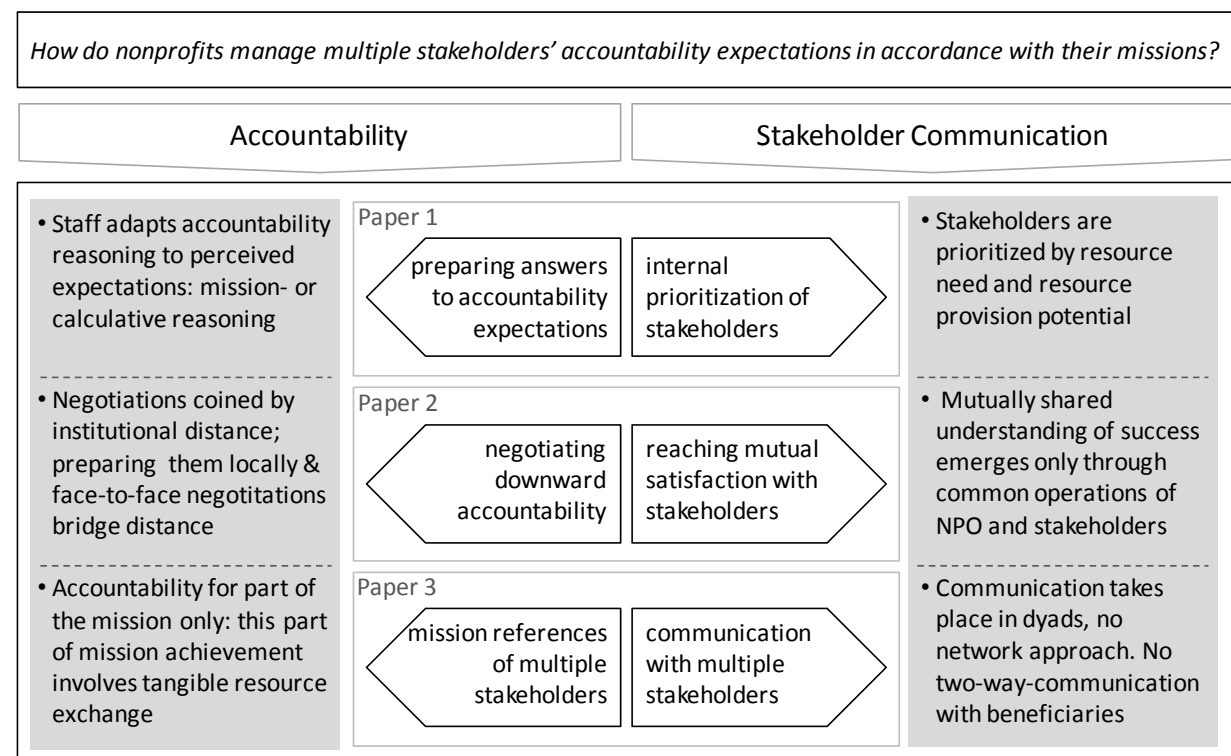 How do nonprofits manage multiple stakeholders' accountability expectations in accordance with their missions?
Accountability
Stakeholder Communication
• Staff adapts accountability
reasoning to perceived
expectations: mission- or
calculative reasoning
Paper 1
preparing answers
to accountability
expectations
internal
prioritization of
stakeholders
• Stakeholders are
prioritized by resource
need and resource
provision potential
• Negotiations coined by
institutional distance;
preparing them locally &
face-to-face negotitations
bridge distance
Paper 2
negotiating
downward
accountability
reaching mutual
satisfaction with
stakeholders
• Mutually shared
understanding of success
emerges only through
common operations of
NPO and stakeholders
• Accountability for part of
the mission only: this part
of mission achievement
involves tangible resource
exchange
Paper 3
mission references
of multiple
stakeholders
communication
with multiple
stakeholders
• Communication takes
place in dyads, no
network approach. No
two-way-communication
with beneficiaries